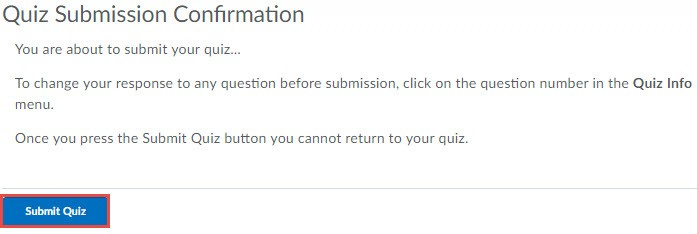 Quiz Submission Confirmation
You are about to submit your quiz...
To change your response to any question before submission, click on the question number in the Quiz Info
menu.
Once you press the Submit Quiz button you cannot return to your quiz.
Submit Quiz